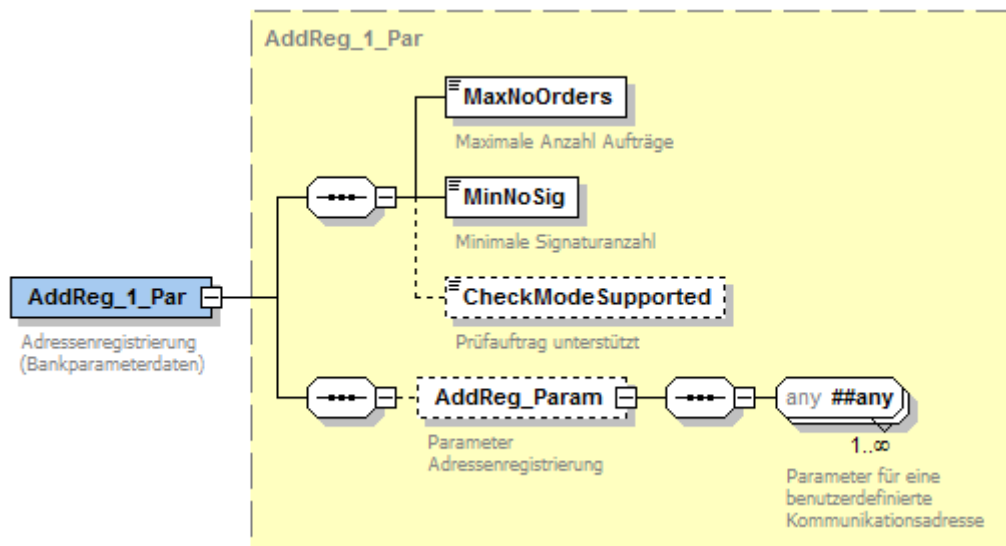 AddReg_1_Par
MaxNoOrders
Maximale Anzahl Aufträge
MinNoSig
Minimale Signaturanzahl
CheckModeSupported
Prüfauftrag unterstützt
AddReg_1_Par
Adressenregistrierung
(Bankparameterdaten)
AddReg_Param
Parameter
Adressenregistrierung
any ##any
1..∞
Parameter für eine
benutzerdefinierte
Kommunikationsadresse